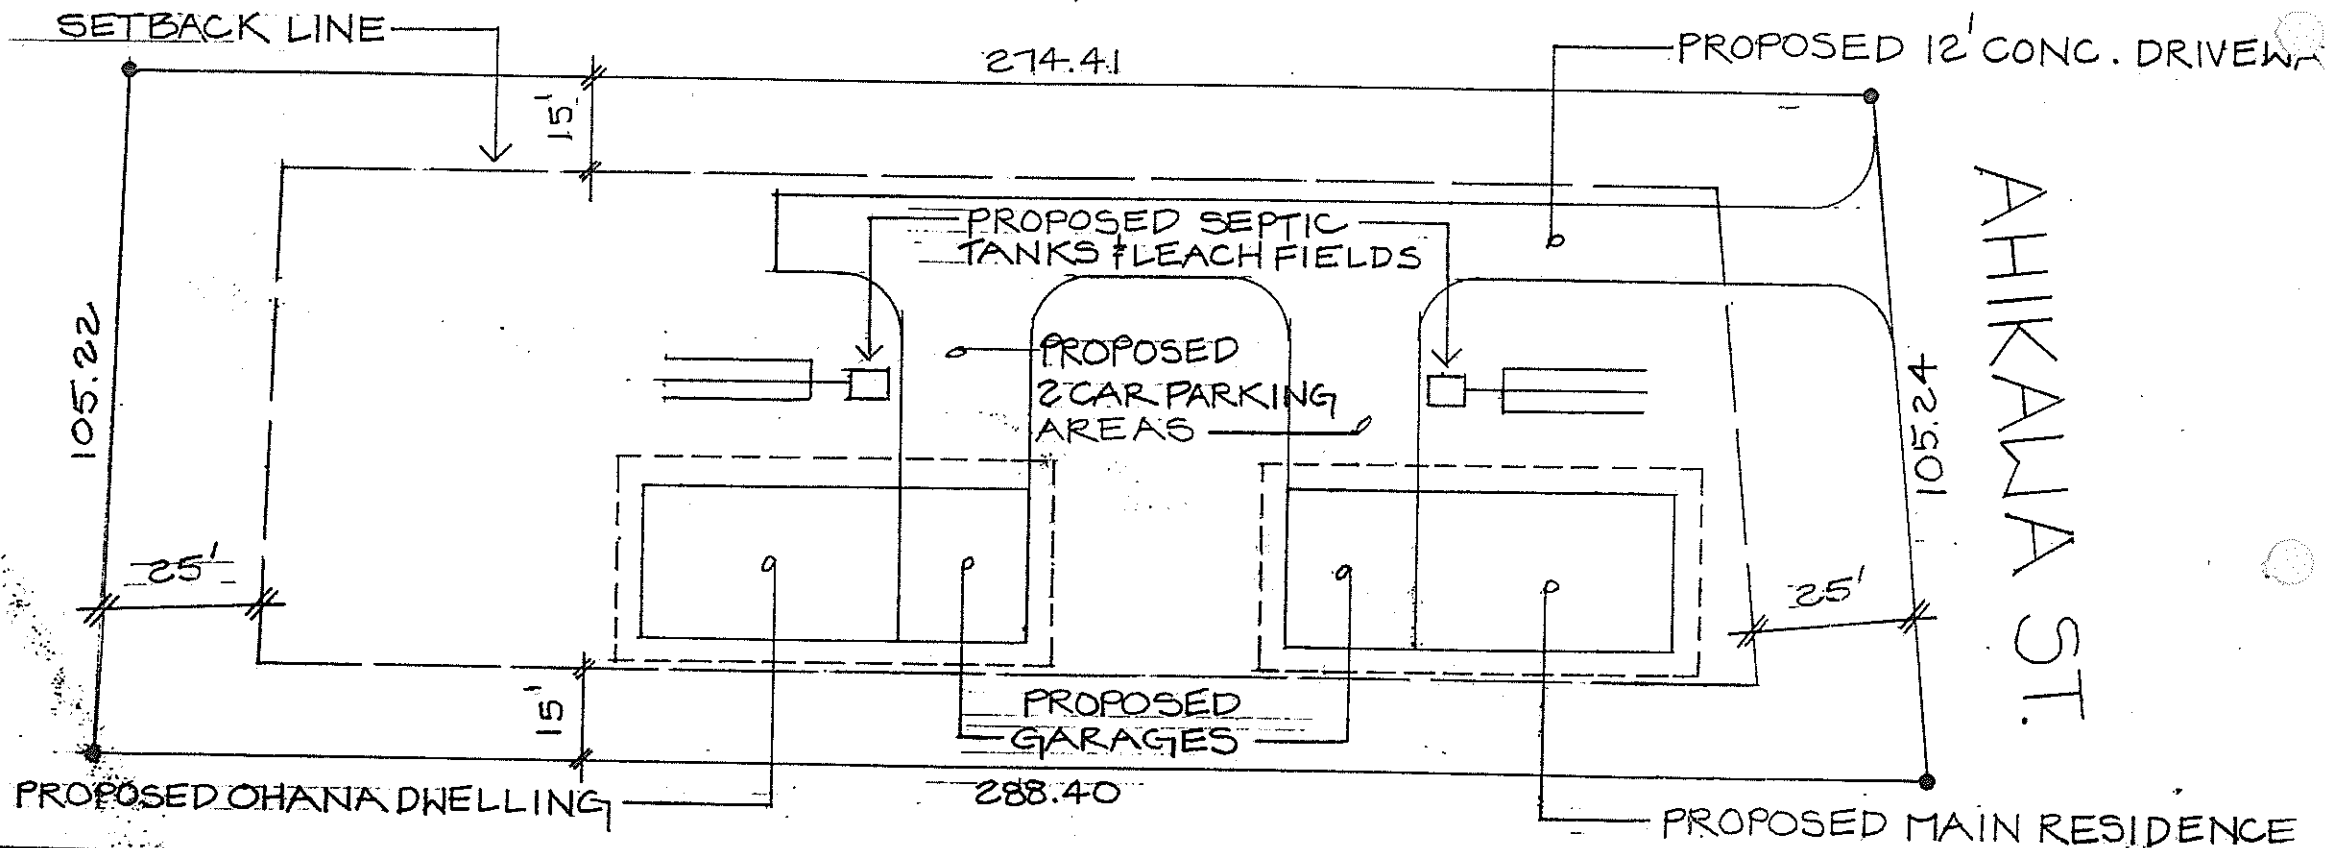 SETBACK LINE
274.41
PROPOSED 12' CONC. DRIVEWA
15'
PROPOSED SEPTIC
TANKS & LEACH FIELDS
105.22
PROPOSED
2 CAR PARKING
AREAS
105.24
AHIKAWA ST.
25'
25'
15'
PROPOSED
GARAGES
288.40
PROPOSED OHANA DWELLING
PROPOSED MAIN RESIDENCE